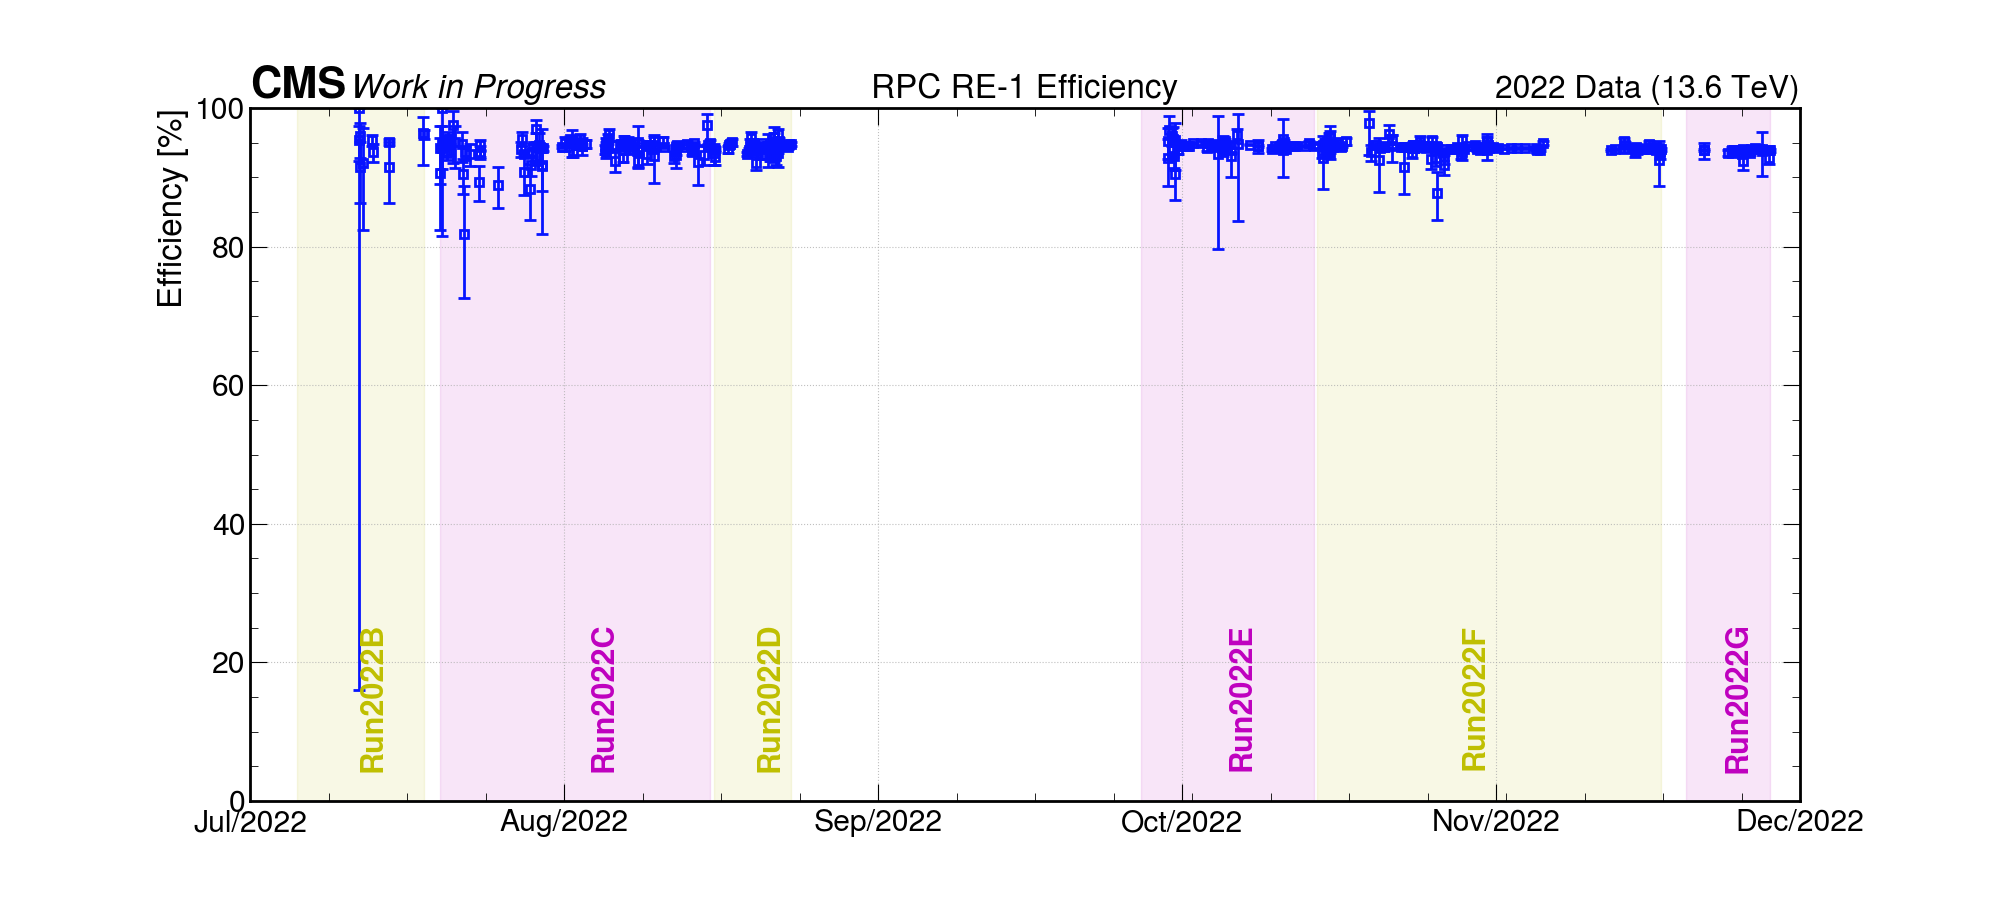 CMS Work in Progress RPC RE-1 Efficiency 2022 Data (13.6 TeV)
Efficiency [%]
100
80
60
40
20
0
Run2022B
Run2022C
Run2022D
Run2022E
Run2022F
Run2022G
Jul/2022 Aug/2022 Sep/2022 Oct/2022 Nov/2022 Dec/2022